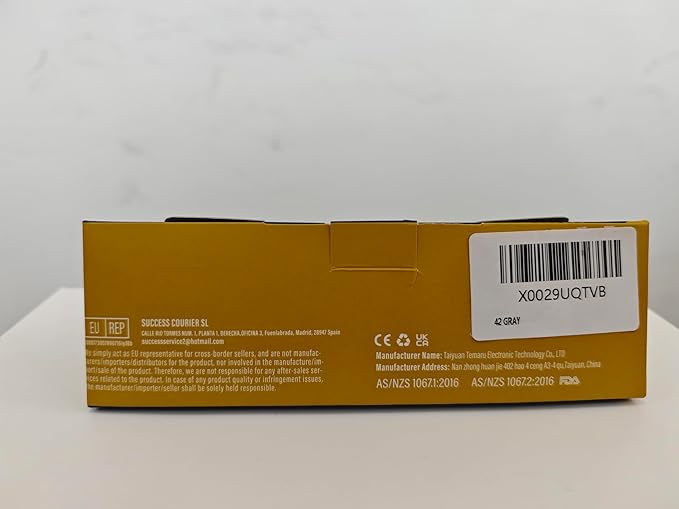 X0029UQTVB
42 GRAY
EU REP
SUCCESS COURIER SL
CALLE RIO TORMES NUM. 1, PLANTA 1, DERECHA,OFICINA 3, Fuenlabrada, Madrid, 28947 Spain
successservice2@hotmail.com
only simply act as EU representative for cross-border sellers, and are not manufac-
turers/importers/distributors for the product, nor involved in the manufacture/im-
port/sale of the product. Therefore, we are not responsible for any after-sales ser-
vices related to the product. In case of any product quality or infringement issues,
the manufacturer/importer/seller shall be solely held responsible.
CE UK CA
Manufacturer Name: Taiyuan Temaru Electronic Technology Co., LTD
Manufacturer Address: Nan zhong huan jie-402 hao 4 ceng A3-4 qu,Taiyuan, China
AS/NZS 1067.1:2016 AS/NZS 1067.2:2016 FDA